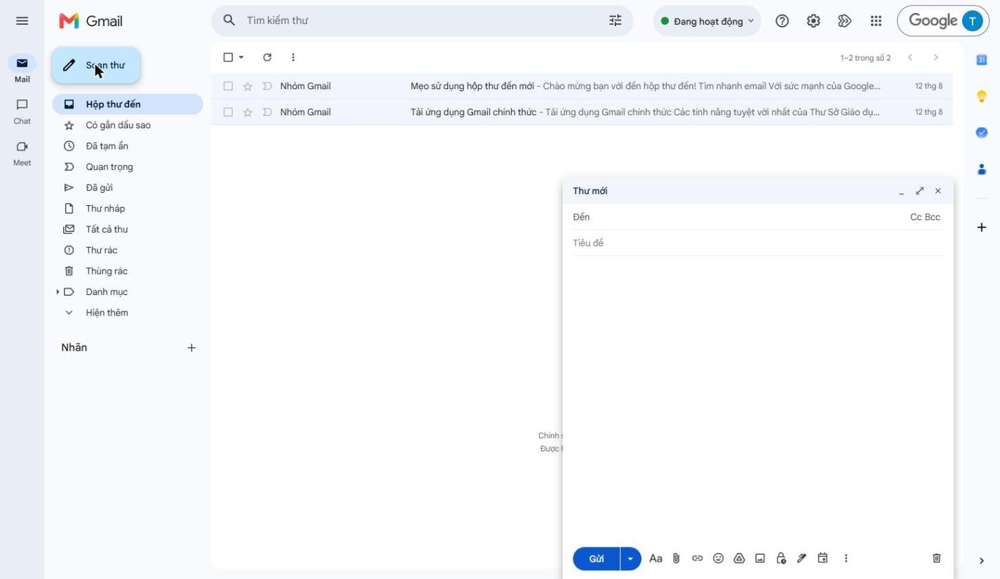 Gmail
Tìm kiếm thư
Đang hoạt động
Google
T
Mail
Chat
Meet
Soạn thư
Hộp thư đến
Có gắn dấu sao
Đã tạm ẩn
Quan trọng
Đã gửi
Thư nháp
Tất cả thư
Thư rác
Thùng rác
Danh mục
Hiện thêm
Nhãn
1–2 trong số 2
Nhóm Gmail Mẹo sử dụng hộp thư đến mới - Chào mừng bạn với đến hộp thư đến! Tìm nhanh email Với sức mạnh của Google... 12 thg 8
Nhóm Gmail Tải ứng dụng Gmail chính thức - Tải ứng dụng Gmail chính thức Các tính năng tuyệt vời nhất của Thư Sở Giáo dụ... 12 thg 8
Chính
Được
Thư mới
Đến Cc Bcc
Tiêu đề
Gửi
Aa
31